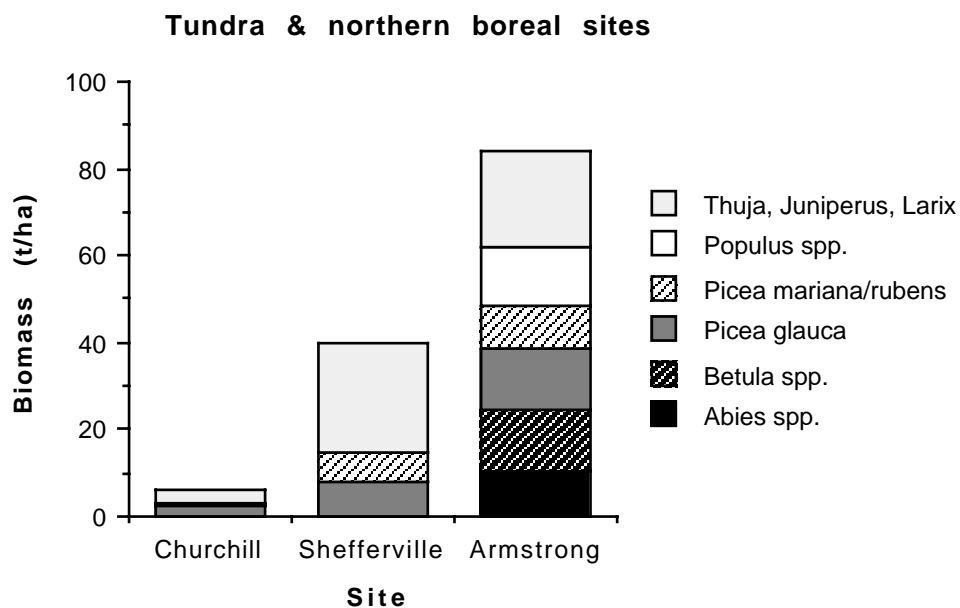 Tundra & northern boreal sites
100
80
60
40
20
0
Biomass (t/ha)
Churchill
Shefferville
Armstrong
Site
Thuja, Juniperus, Larix
Populus spp.
Picea mariana/rubens
Picea glauca
Betula spp.
Abies spp.